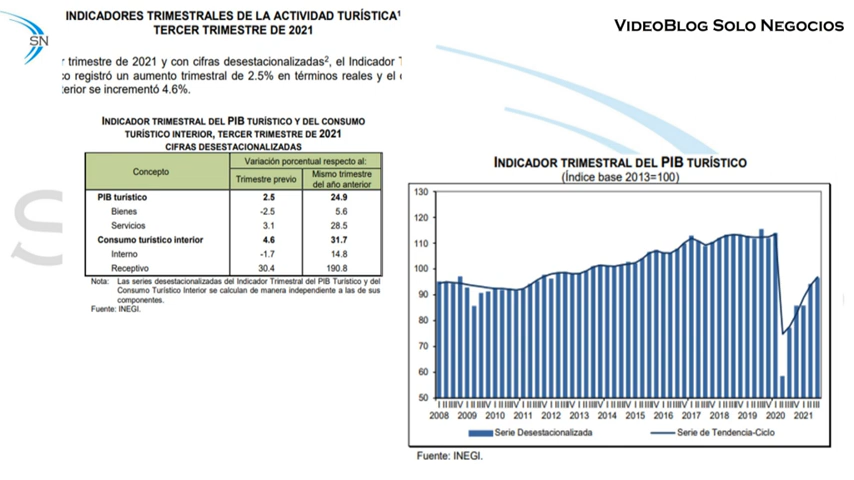 SN
INDICADORES TRIMESTRALES DE LA ACTIVIDAD TURÍSTICA¹
TERCER TRIMESTRE DE 2021
trimestre de 2021 y con cifras desestacionalizadas², el Indicador
registró un aumento trimestral de 2.5% en términos reales y el
terior se incrementó 4.6%.
INDICADOR TRIMESTRAL DEL PIB TURÍSTICO Y DEL CONSUMO
TURÍSTICO INTERIOR, TERCER TRIMESTRE DE 2021
CIFRAS DESESTACIONALIZADAS
Concepto
Variación porcentual respecto al:
Trimestre previo
Mismo trimestre
del año anterior
PIB turístico 2.5 24.9
Bienes -2.5 5.6
Servicios 3.1 28.5
Consumo turístico interior 4.6 31.7
Interno -1.7 14.8
Receptivo 30.4 190.8
Nota: Las series desestacionalizadas del Indicador Trimestral del PIB Turístico y del
Consumo Turístico Interior se calculan de manera independiente a las de sus
componentes.
Fuente: INEGI.
VIDEOBLOG SOLO NEGOCIOS
INDICADOR TRIMESTRAL DEL PIB TURÍSTICO
(Índice base 2013=100)
130
120
110
100
90
80
70
60
50
2008 2009 2010 2011 2012 2013 2014 2015 2016 2017 2018 2019 2020 2021
Serie Desestacionalizada Serie de Tendencia-Ciclo
Fuente: INEGI.